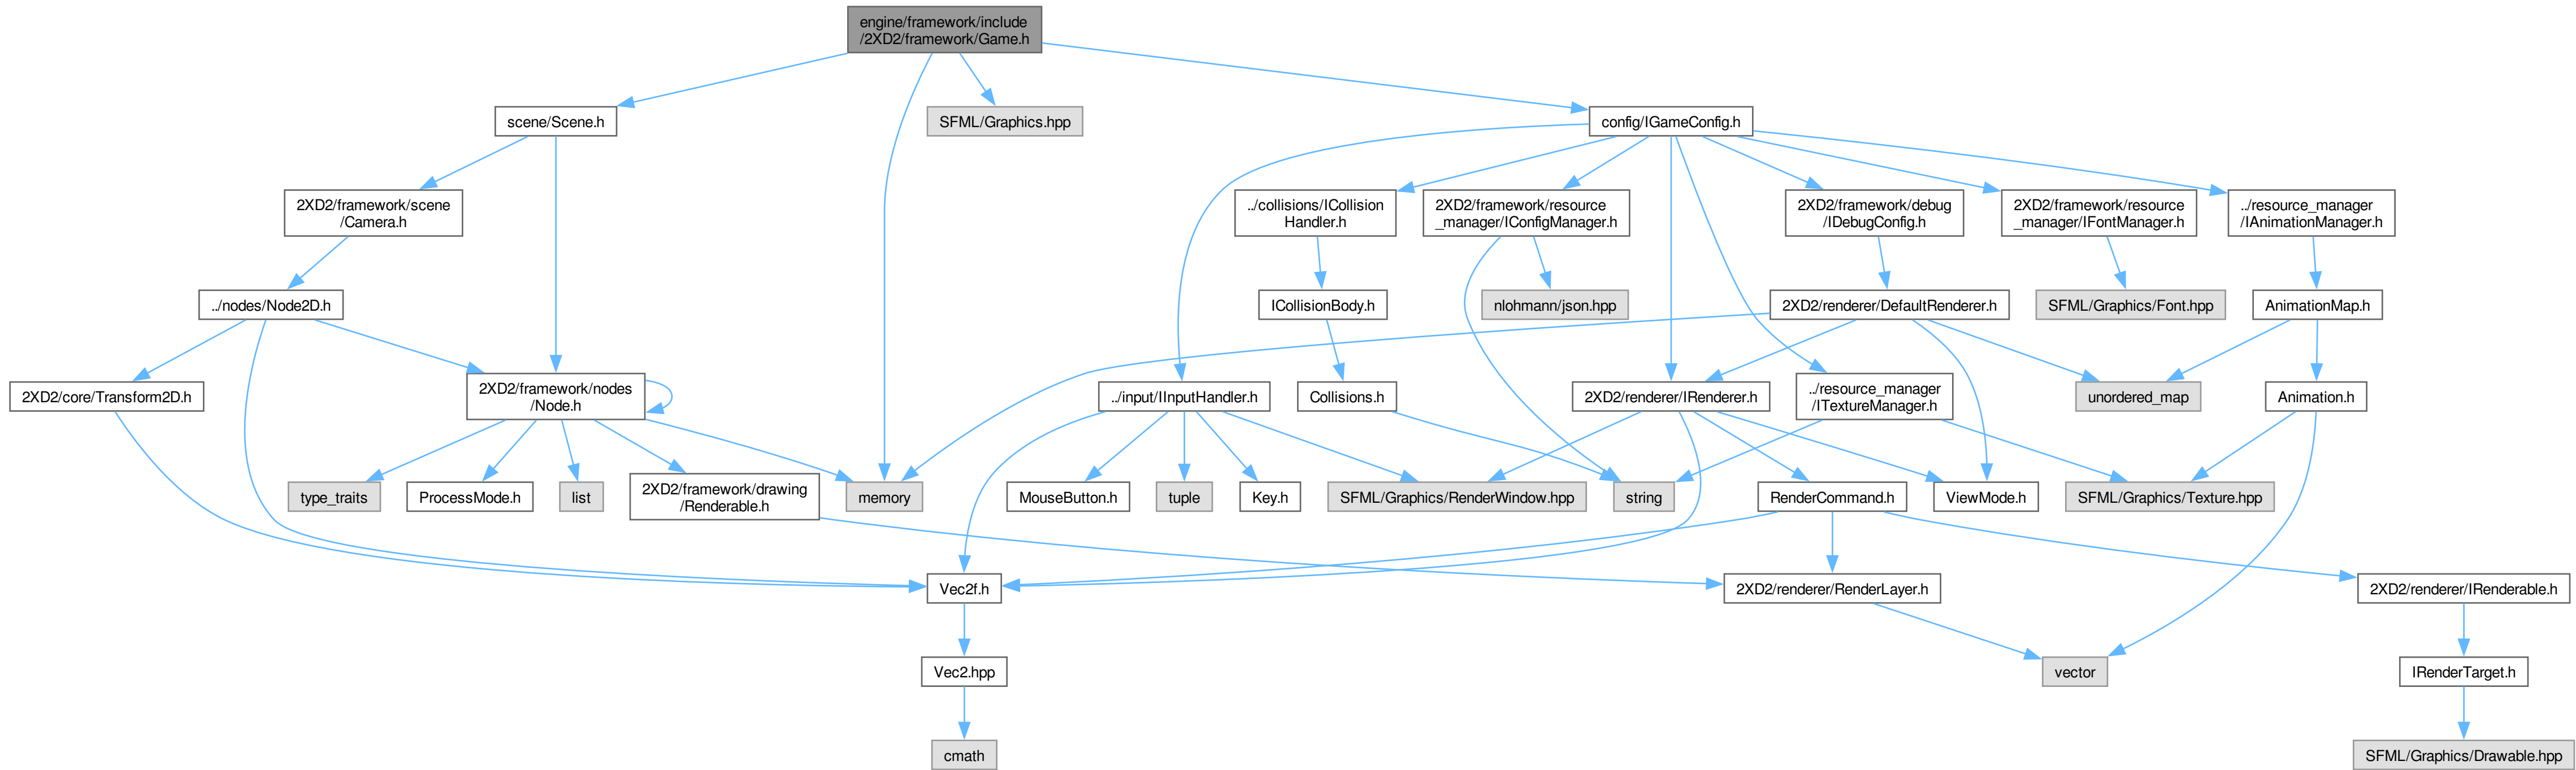 engine/framework/include
/2XD2/framework/Game.h
scene/Scene.h
SFML/Graphics.hpp
config/IGameConfig.h
2XD2/framework/scene
/Camera.h
../collisions/ICollision
Handler.h
2XD2/framework/resource
_manager/IConfigManager.h
2XD2/framework/debug
/IDebugConfig.h
2XD2/framework/resource
_manager/IFontManager.h
../resource_manager
/IAnimationManager.h
../nodes/Node2D.h
ICollisionBody.h
nlohmann/json.hpp
2XD2/renderer/DefaultRenderer.h
SFML/Graphics/Font.hpp
AnimationMap.h
2XD2/core/Transform2D.h
2XD2/framework/nodes
/Node.h
../input/IInputHandler.h
Collisions.h
2XD2/renderer/IRenderer.h
../resource_manager
/ITextureManager.h
unordered_map
Animation.h
type_traits
ProcessMode.h
list
2XD2/framework/drawing
/Renderable.h
memory
MouseButton.h
tuple
Key.h
SFML/Graphics/RenderWindow.hpp
string
RenderCommand.h
ViewMode.h
SFML/Graphics/Texture.hpp
Vec2f.h
2XD2/renderer/RenderLayer.h
2XD2/renderer/IRenderable.h
Vec2.hpp
vector
IRenderTarget.h
cmath
SFML/Graphics/Drawable.hpp